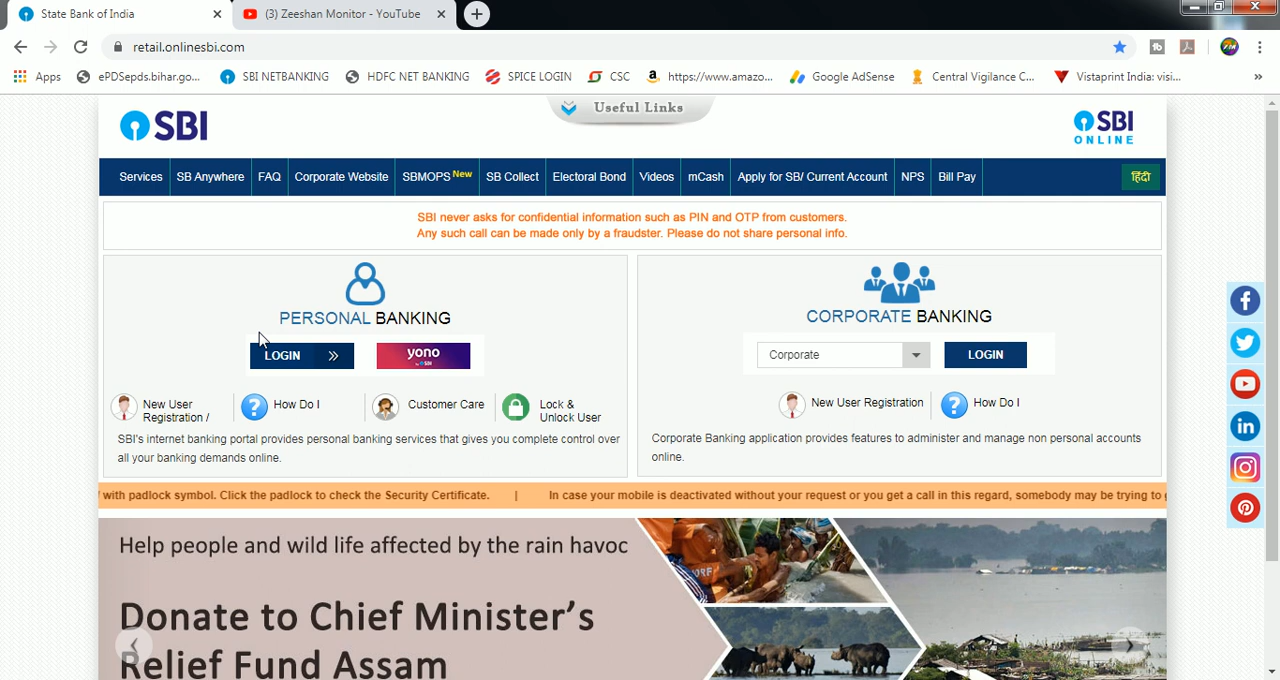 State Bank of India
(3) Zeeshan Monitor - YouTube
retail.onlinesbi.com
Apps
ePDSepds.bihar.go...
SBI NETBANKING
HDFC NET BANKING
SPICE LOGIN
CSC
https://www.amazo...
Google AdSense
Central Vigilance C...
Vistaprint India: visi...
Useful Links
SBI
SBI
ONLINE
Services
SB Anywhere
FAQ
Corporate Website
SBMOPS New
SB Collect
Electoral Bond
Videos
mCash
Apply for SB/ Current Account
NPS
Bill Pay
हिंदी
SBI never asks for confidential information such as PIN and OTP from customers.
Any such call can be made only by a fraudster. Please do not share personal info.
PERSONAL BANKING
LOGIN
yono
by SBI
New User
Registration /
How Do I
Customer Care
Lock &
Unlock User
SBI's internet banking portal provides personal banking services that gives you complete control over
all your banking demands online.
CORPORATE BANKING
Corporate
LOGIN
New User Registration
How Do I
Corporate Banking application provides features to administer and manage non personal accounts
online.
with padlock symbol. Click the padlock to check the Security Certificate. | In case your mobile is deactivated without your request or you get a call in this regard, somebody may be trying to
Help people and wild life affected by the rain havoc
Donate to Chief Minister's
Relief Fund Assam